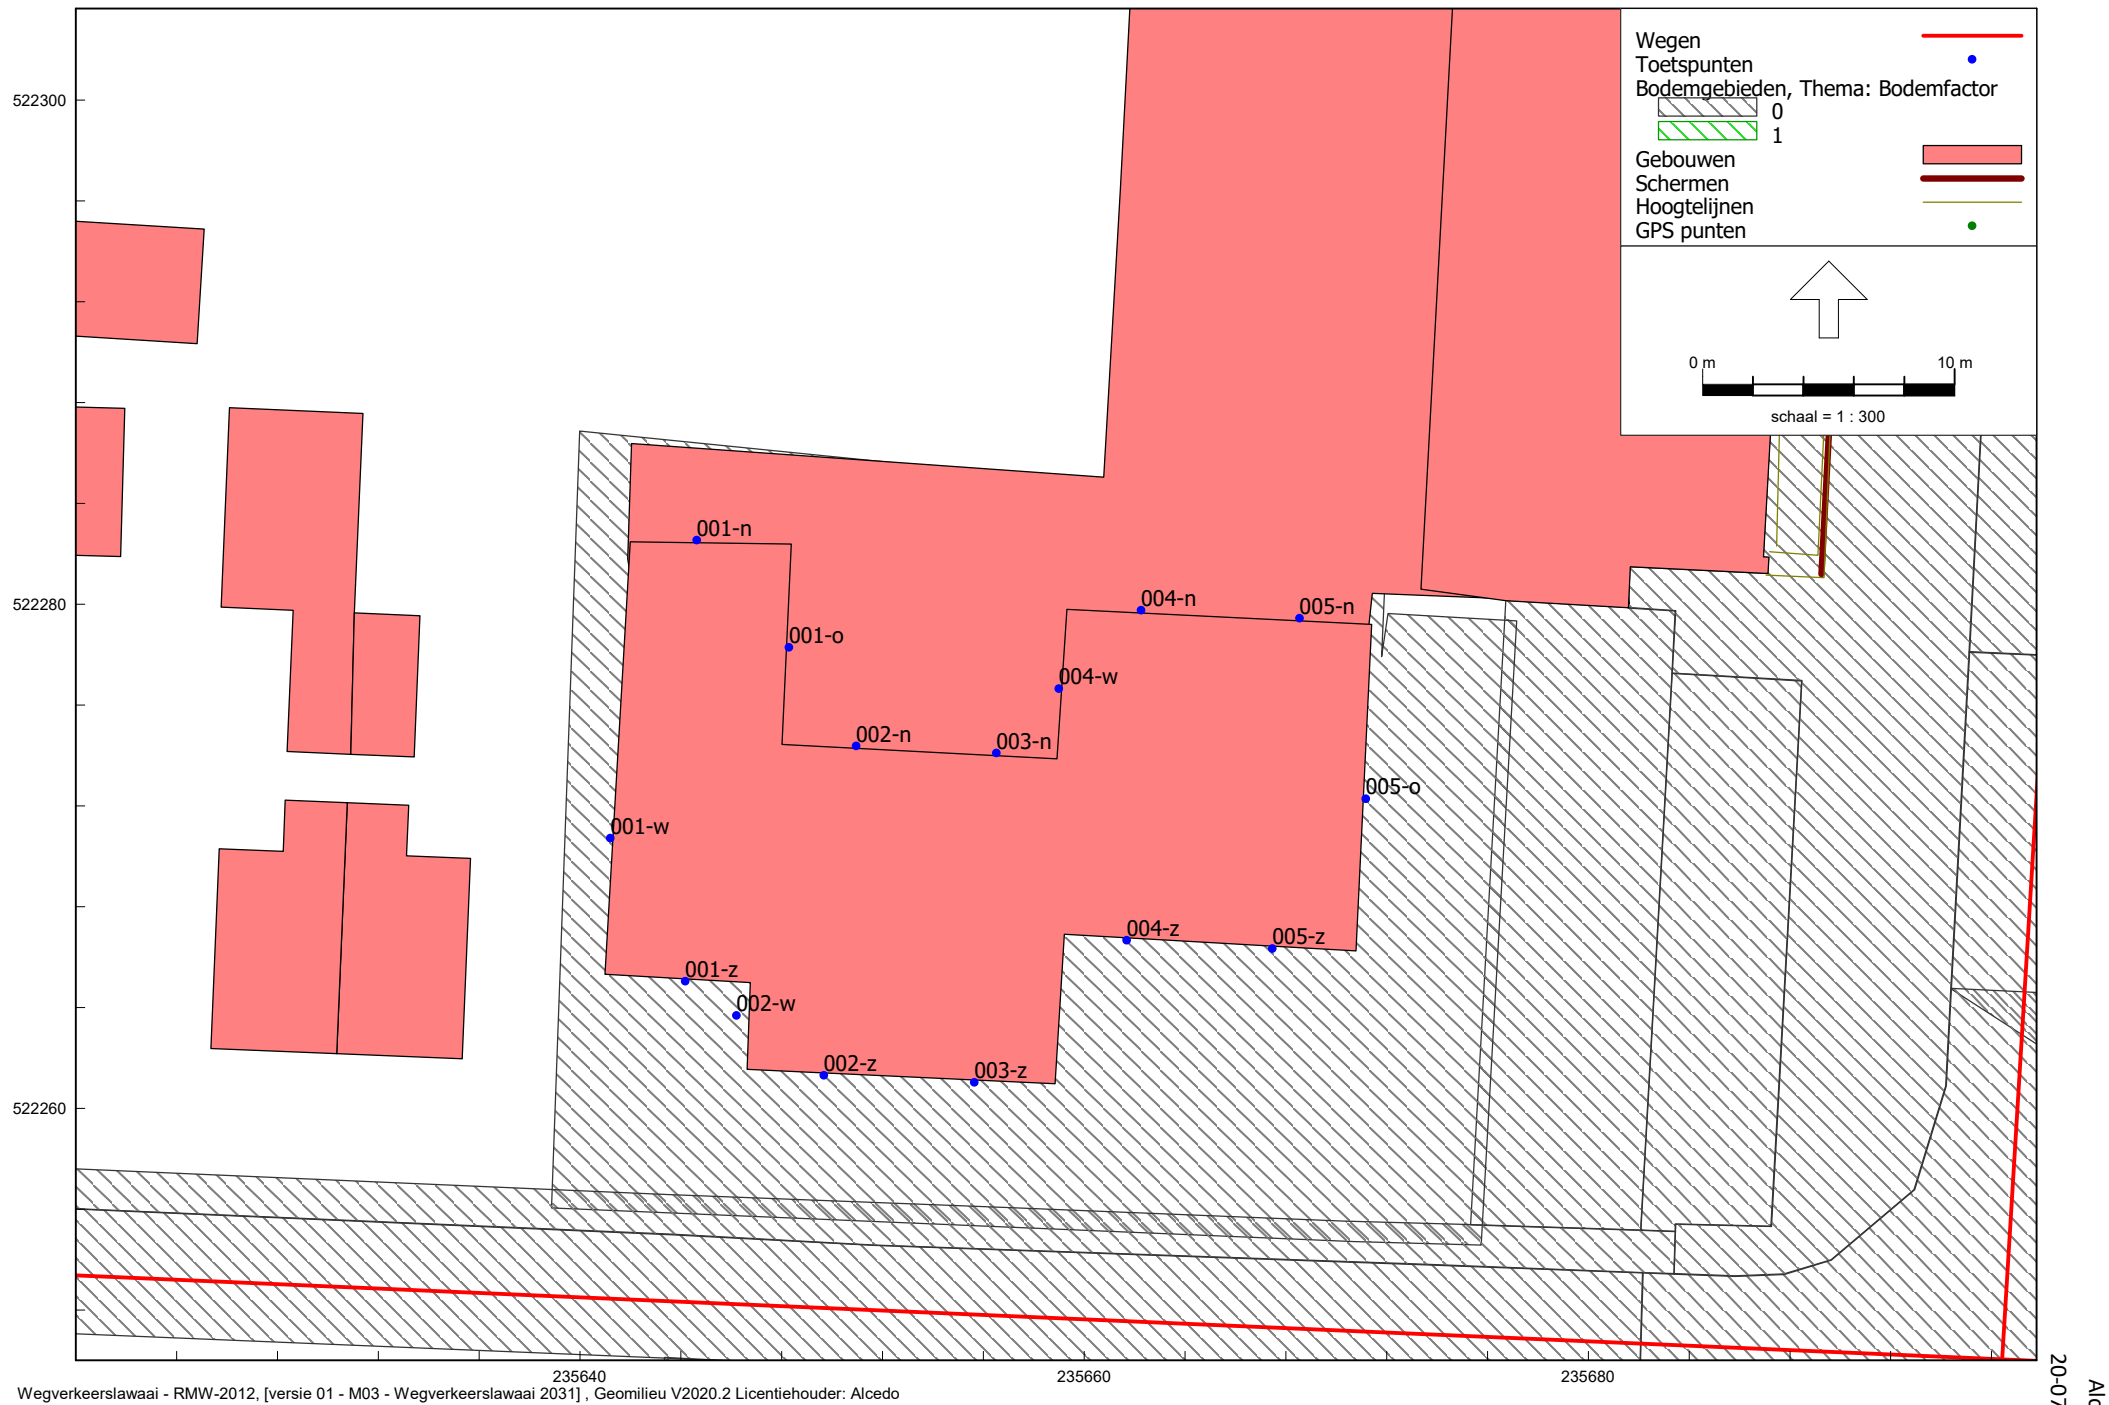 Wegen
Toetspunten
Bodemgebieden, Thema: Bodemfactor
0
1
Gebouwen
Schermen
Hoogtelijnen
GPS punten
0 m 10 m
schaal = 1 : 300
522300
522280
522260
001-n
001-o
004-n
005-n
004-w
002-n
003-n
005-o
001-w
004-z
005-z
001-z
002-w
002-z
003-z
235640 235660 235680
Wegverkeerslawaai - RMW-2012, [versie 01 - M03 - Wegverkeerslawaai 2031] , Geomilieu V2020.2 Licentiehouder: Alcedo
20-07